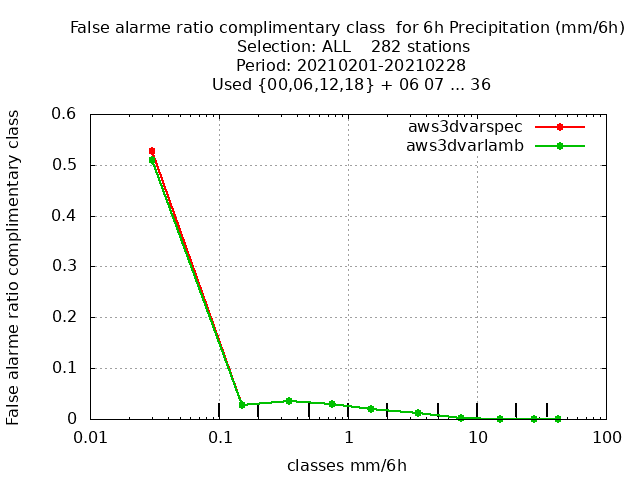 False alarme ratio complimentary class  for 6h Precipitation (mm/6h)
Selection: ALL    282 stations
Period: 20210201-20210228
Used {00,06,12,18} + 06 07 ... 36
False alarme ratio complimentary class
0.6
0.5
0.4
0.3
0.2
0.1
0
aws3dvarspec
aws3dvarlamb
0.01
0.1
1
10
100
classes mm/6h